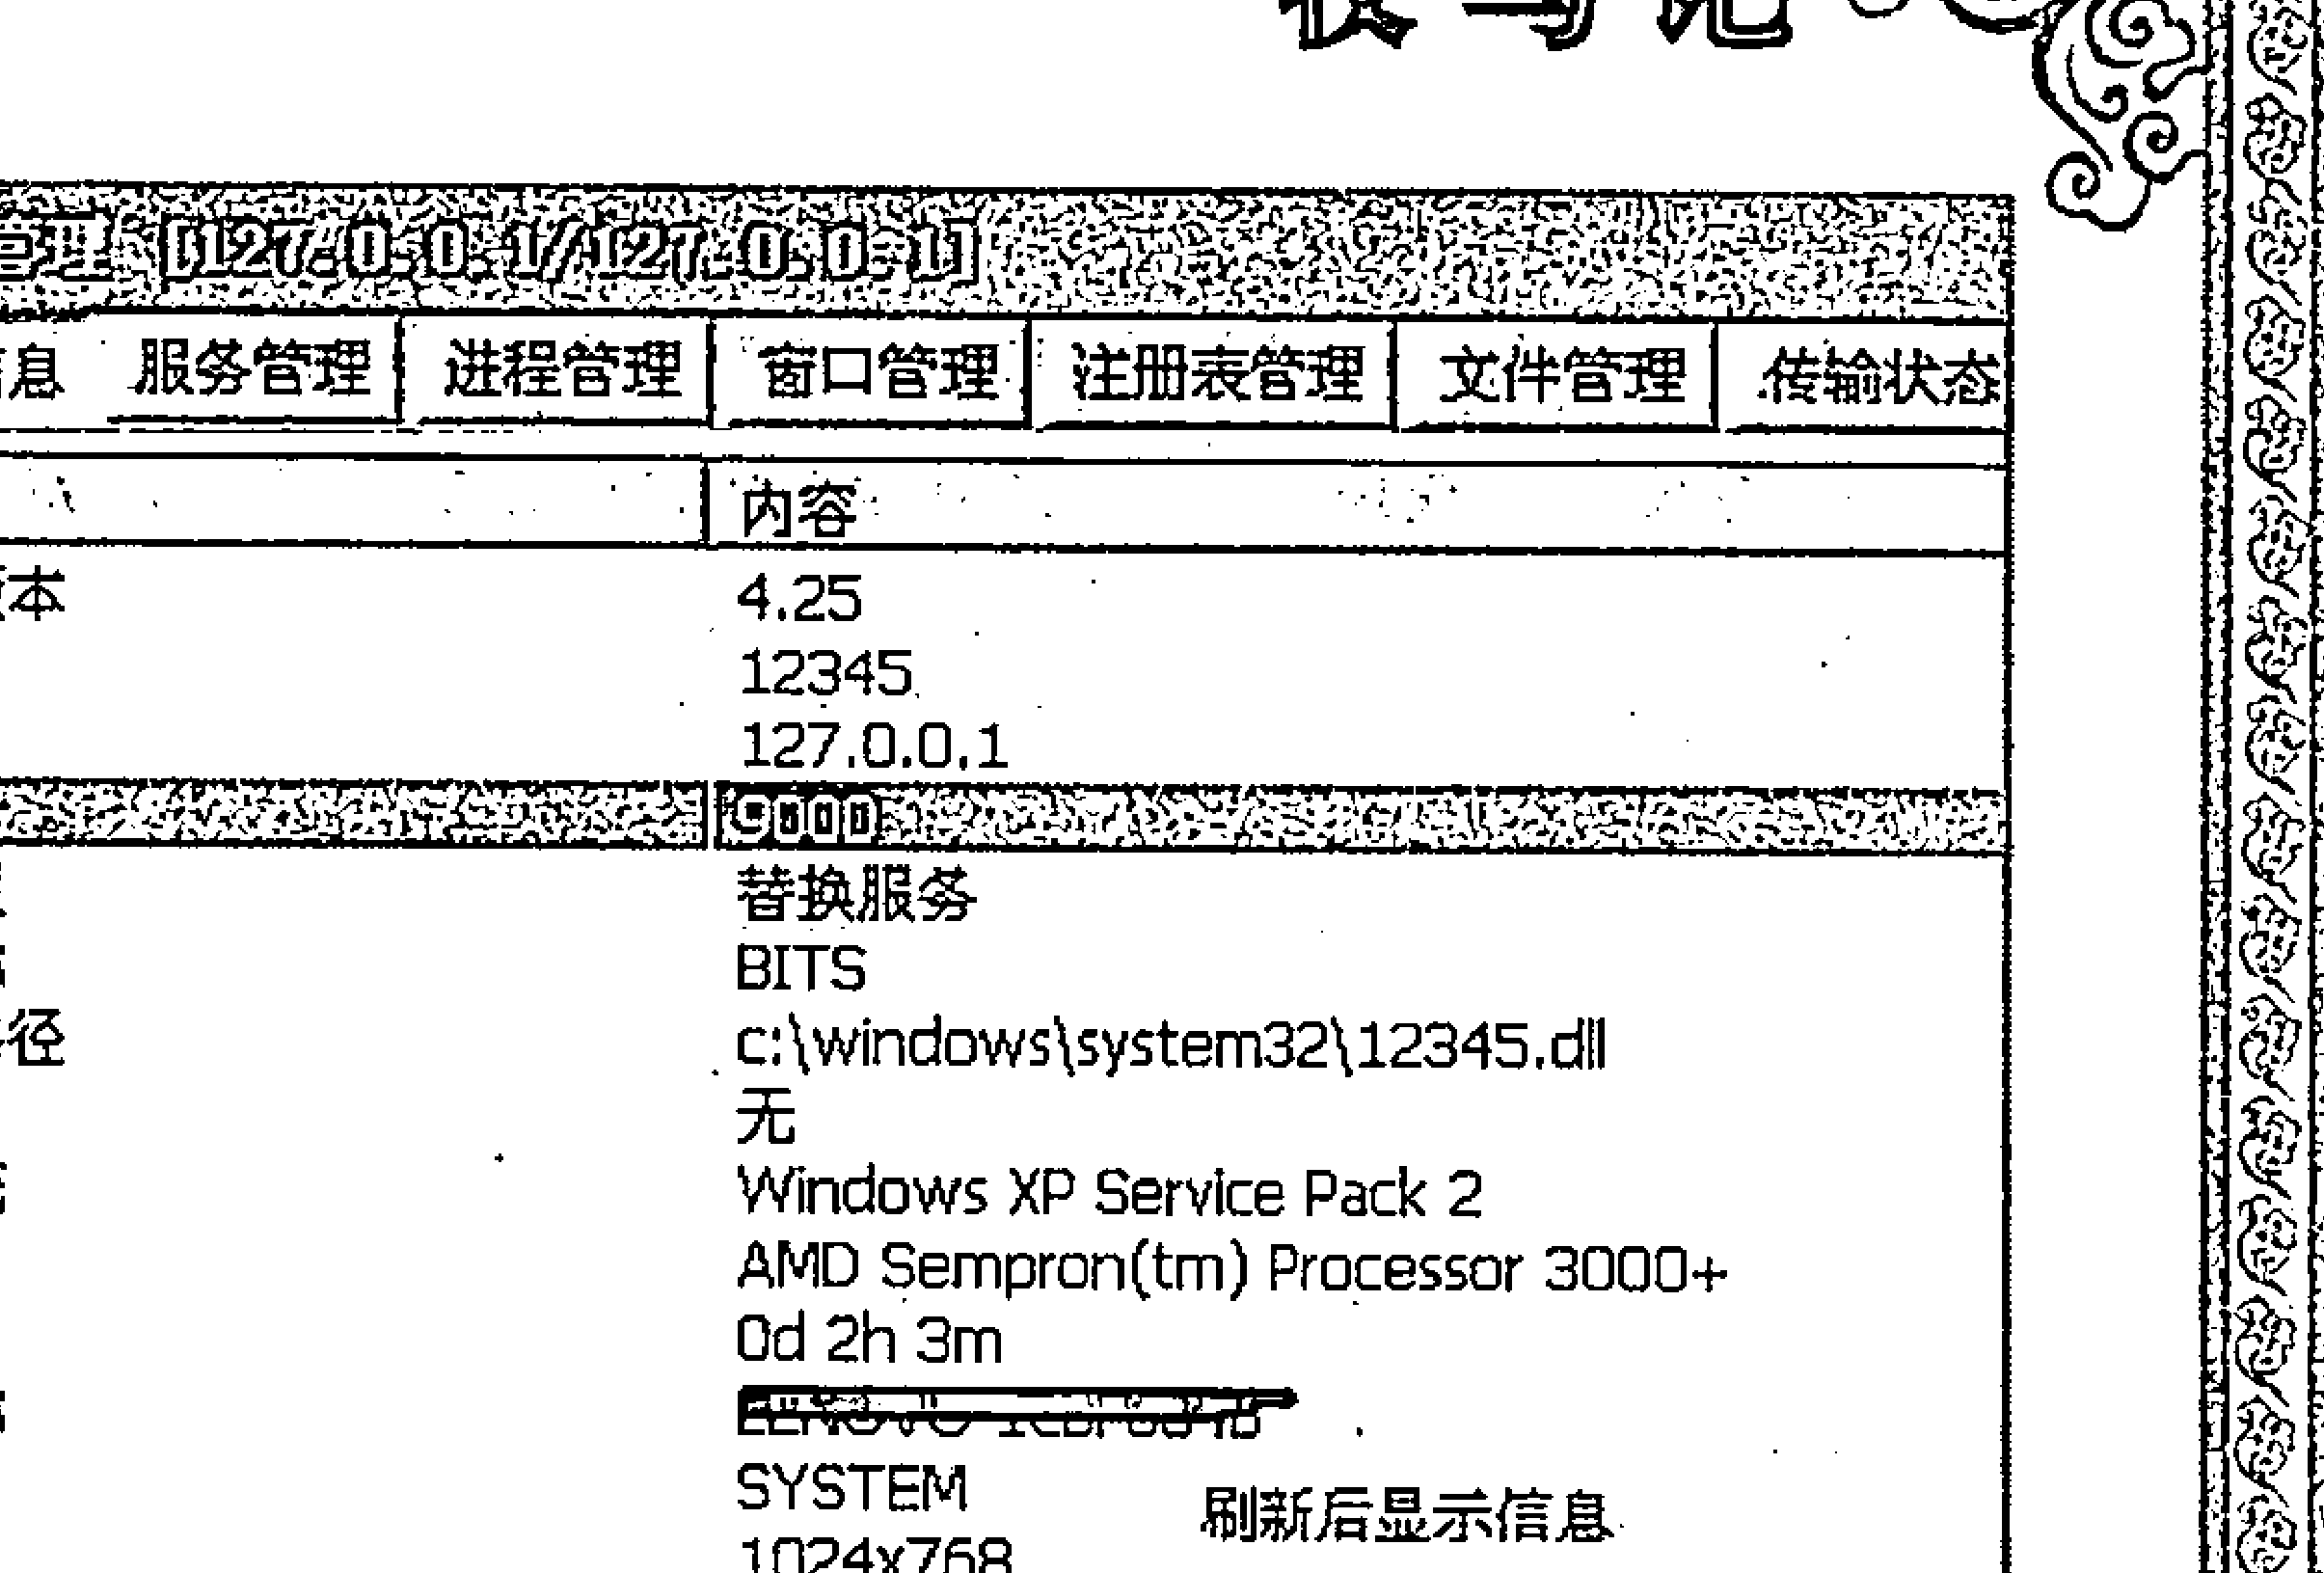 管理 [127.0.0.1/127.0.0.1]
息 服务管理 进程管理 窗口管理 注册表管理 文件管理 传输状态
内容
本 4.25
12345
127.0.0.1
9000
替换服务
BITS
径 c:\windows\system32\12345.dll
无
Windows XP Service Pack 2
AMD Sempron(tm) Processor 3000+
0d 2h 3m
SYSTEM
刷新后显示信息
1024x768